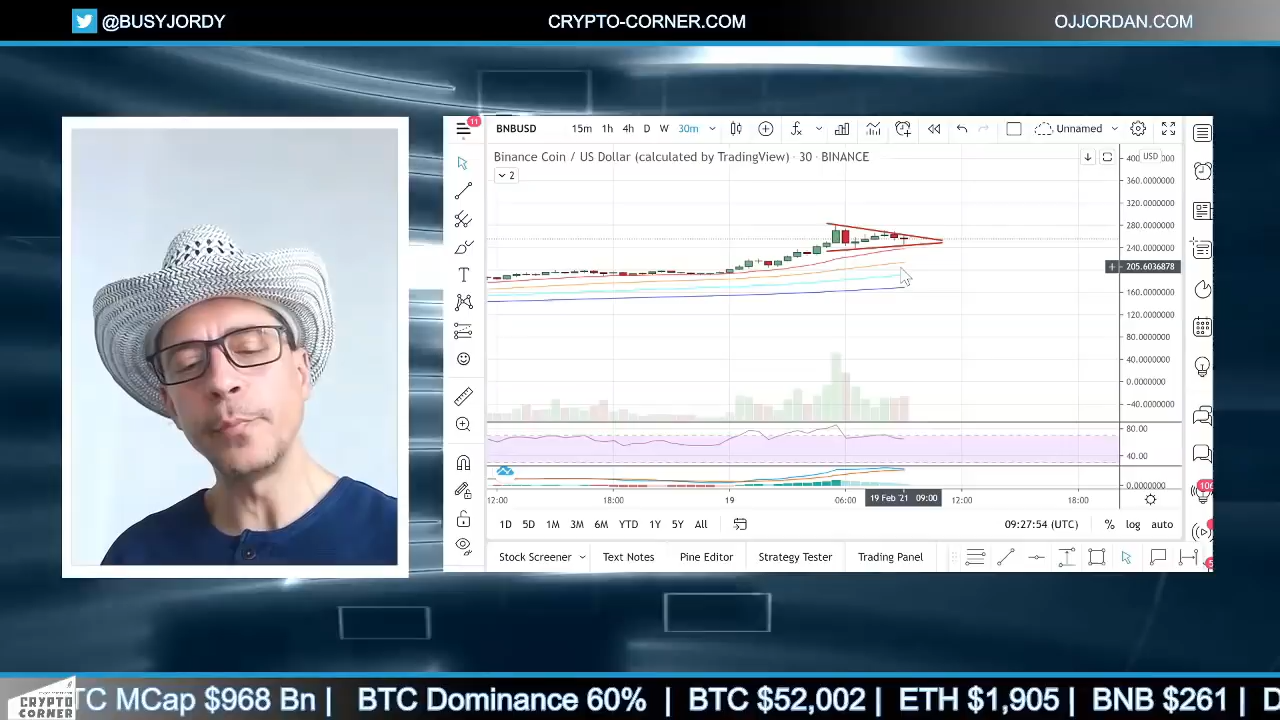 @BUSYJORDY
CRYPTO-CORNER.COM
OJJORDAN.COM
11
BNBUSD
15m 1h 4h D W 30m
Unnamed
Binance Coin / US Dollar (calculated by TradingView) · 30 · BINANCE
2
USD
360.0000000
320.0000000
280.0000000
240.0000000
205.6036878
160.0000000
120.0000000
80.0000000
40.0000000
0.0000000
-40.0000000
80.00
40.00
0.0000000
12:00 18:00 19 06:00 19 Feb '21 09:00 12:00 18:00
1D 5D 1M 3M 6M YTD 1Y 5Y All
09:27:54 (UTC) % log auto
Stock Screener Text Notes Pine Editor Strategy Tester Trading Panel
CRYPTO
CORNER
TC MCap $968 Bn | BTC Dominance 60% | BTC $52,002 | ETH $1,905 | BNB $261 | D